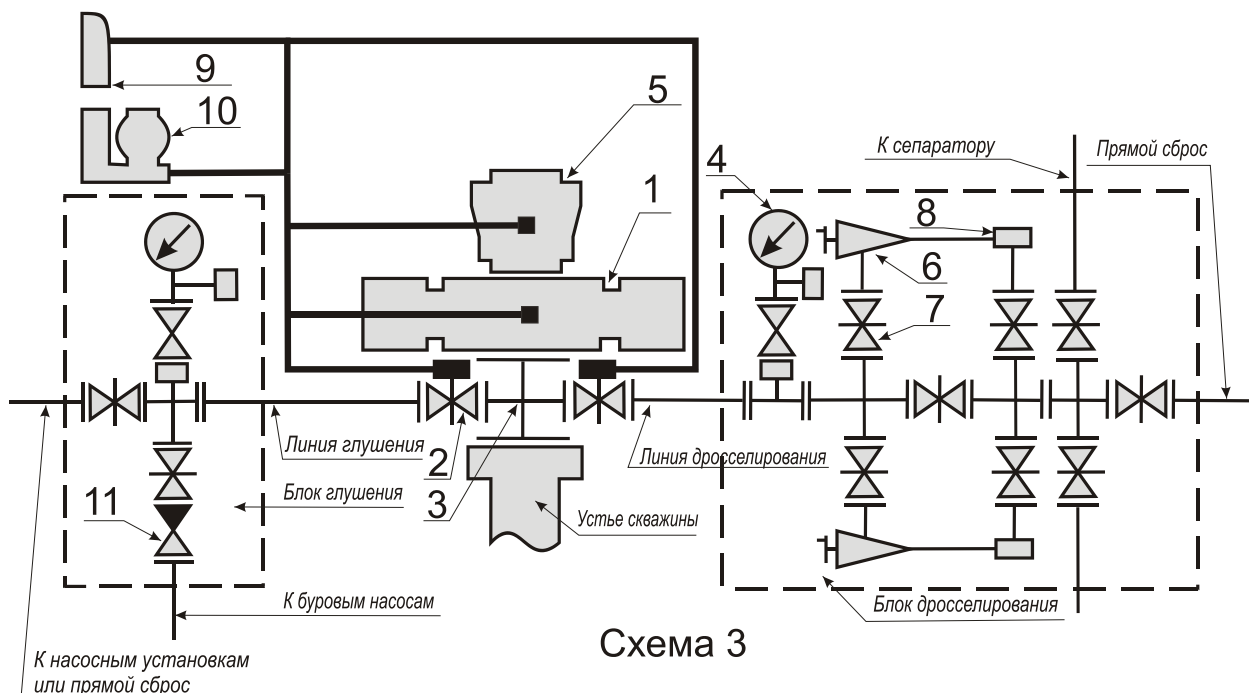 9
10
5
1
4
К сепаратору
Прямой сброс
8
6
7
Линия глушения
2
Линия дросселирования
Блок глушения
3
11
Устье скважины
К буровым насосам
Блок дросселирования
Схема 3
К насосным установкам
или прямой сброс